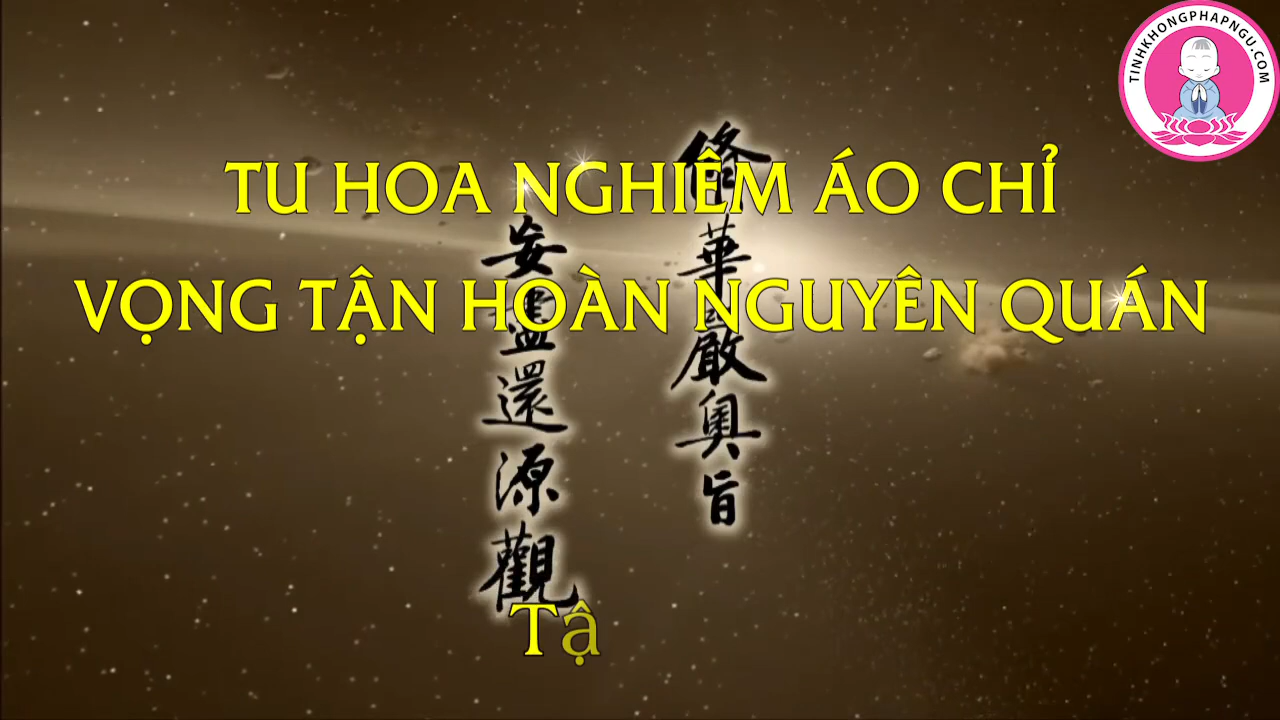 TINHKHONGPHAPNGU.COM
TU HOA NGHIÊM ÁO CHỈ
VỌNG TẬN HOÀN NGUYÊN QUÁN
修華嚴奧旨
妄盡還源觀
Tậ